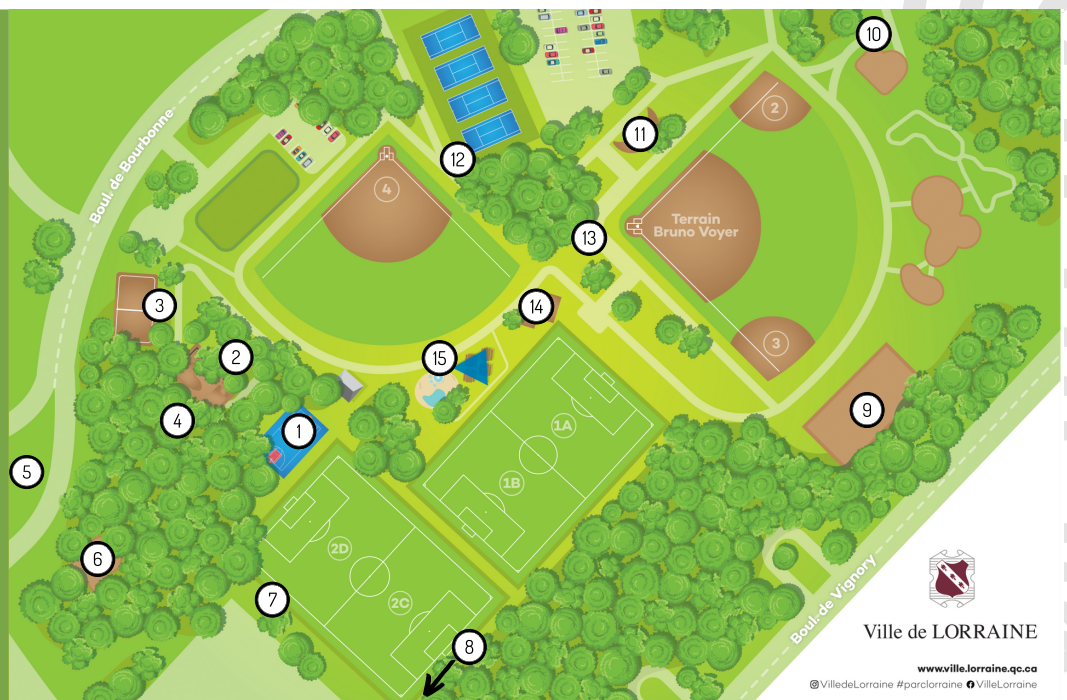 10
2
11
Boul. de Bourbonne
12
4
Terrain
Bruno Voyer
13
3
14
3
2
15
9
4
1
1A
5
1B
2D
6
7
2C
8
Boul. de Vignory
Ville de LORRAINE
www.ville.lorraine.qc.ca
VilledeLorraine #parclorraine VilleLorraine